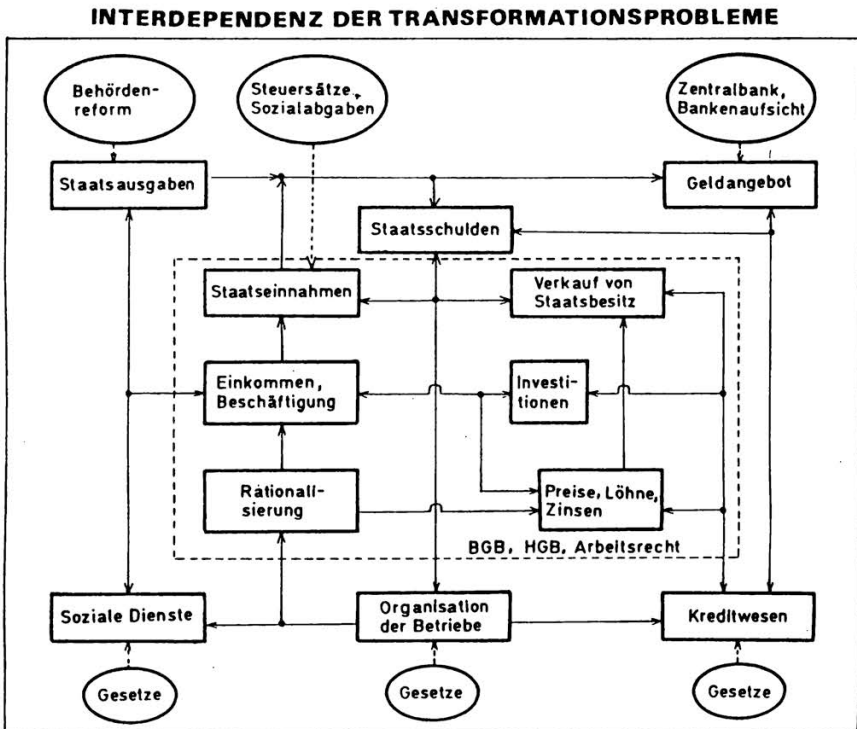 INTERDEPENDENZ DER TRANSFORMATIONSPROBLEME
Behörden-
reform
Steuersätze,
Sozialabgaben
Zentralbank,
Bankenaufsicht
Staatsausgaben
Geldangebot
Staatsschulden
Staatseinnahmen
Verkauf von
Staatsbesitz
Einkommen,
Beschäftigung
Investi-
tionen
Rationali-
sierung
Preise, Löhne,
Zinsen
BGB, HGB, Arbeitsrecht
Soziale Dienste
Organisation
der Betriebe
Kreditwesen
Gesetze
Gesetze
Gesetze